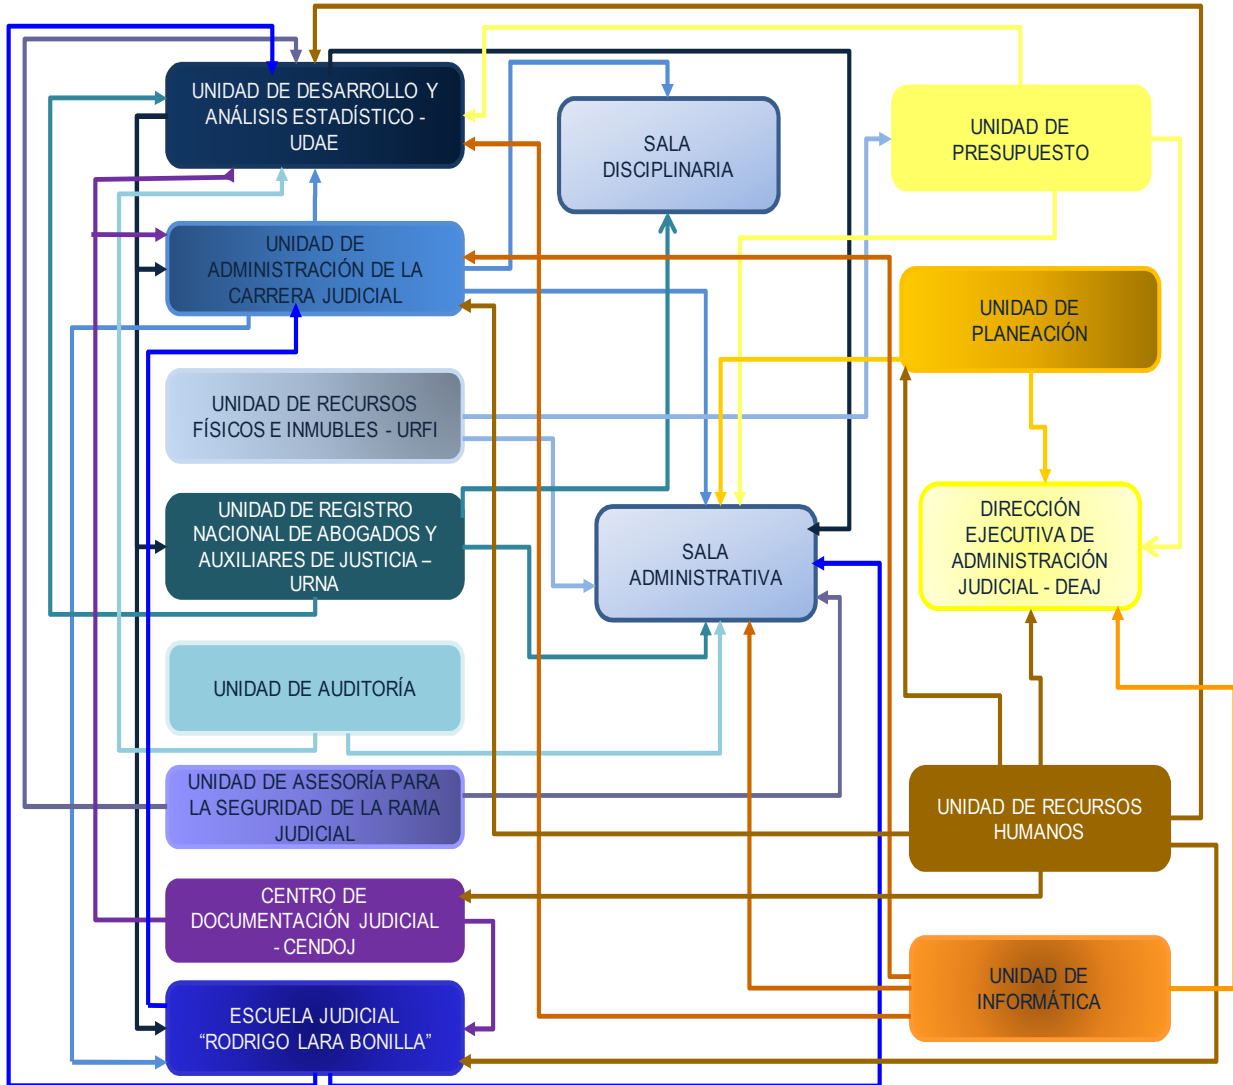 UNIDAD DE DESARROLLO Y
ANÁLISIS ESTADÍSTICO -
UDAE
SALA
DISCIPLINARIA
UNIDAD DE
PRESUPUESTO
UNIDAD DE
ADMINISTRACIÓN DE LA
CARRERA JUDICIAL
UNIDAD DE
PLANEACIÓN
UNIDAD DE RECURSOS
FÍSICOS E INMUBLES - URFI
UNIDAD DE REGISTRO
NACIONAL DE ABOGADOS Y
AUXILIARES DE JUSTICIA –
URNA
SALA
ADMINISTRATIVA
DIRECCIÓN
EJECUTIVA DE
ADMINISTRACIÓN
JUDICIAL - DEAJ
UNIDAD DE AUDITORÍA
UNIDAD DE ASESORÍA PARA
LA SEGURIDAD DE LA RAMA
JUDICIAL
UNIDAD DE RECURSOS
HUMANOS
CENTRO DE
DOCUMENTACIÓN JUDICIAL
- CENDOJ
UNIDAD DE
INFORMÁTICA
ESCUELA JUDICIAL
“RODRIGO LARA BONILLA”